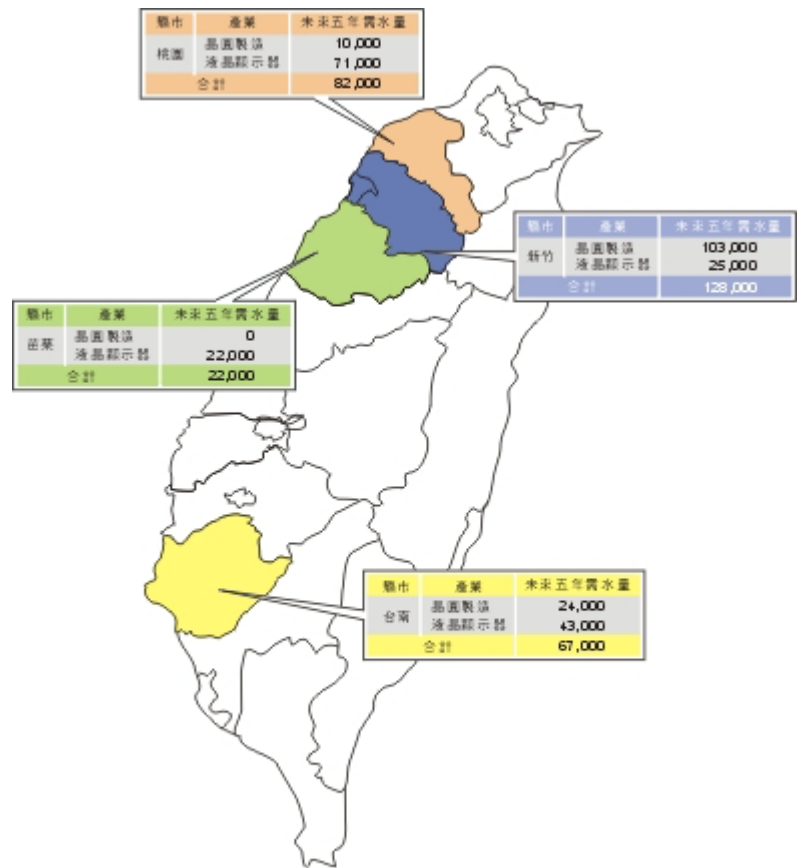 縣市 產業 未來五年需水量
桃園 晶圓製造 10,000
液晶顯示器 71,000
合計 82,000
縣市 產業 未來五年需水量
新竹 晶圓製造 103,000
液晶顯示器 25,000
合計 128,000
縣市 產業 未來五年需水量
苗栗 晶圓製造 0
液晶顯示器 22,000
合計 22,000
縣市 產業 未來五年需水量
台南 晶圓製造 24,000
液晶顯示器 43,000
合計 67,000